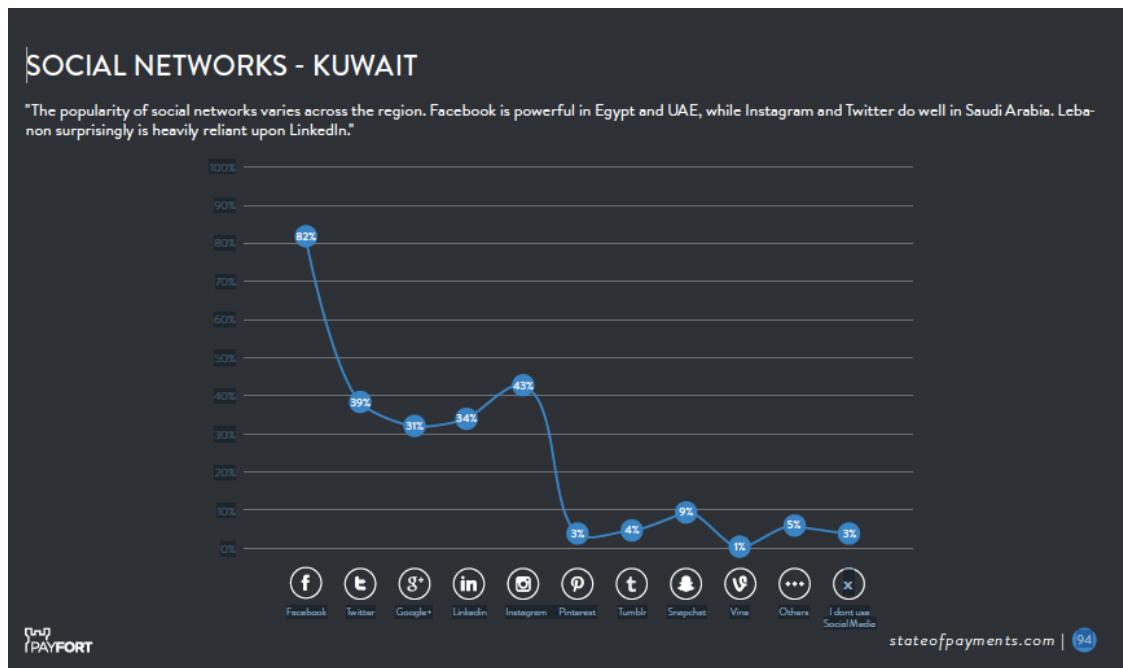 SOCIAL NETWORKS - KUWAIT
"The popularity of social networks varies across the region. Facebook is powerful in Egypt and UAE, while Instagram and Twitter do well in Saudi Arabia. Leba-
non surprisingly is heavily reliant upon LinkedIn."
100%
90%
80%
70%
60%
50%
40%
30%
20%
10%
0%
82%
39%
31%
34%
43%
3%
4%
9%
1%
5%
3%
Facebook
Twitter
Google+
Linkedin
Instagram
Pinterest
Tumblr
Snapchat
Vine
Others
I dont use
Social Media
PAYFORT
stateofpayments.com | 94